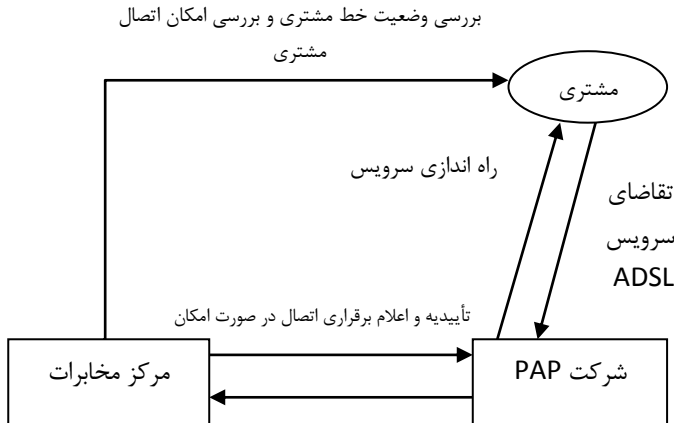 بررسی وضعیت خط مشتری و بررسی امکان اتصال
مشتری
مشتری
راه اندازی سرویس
تقاضای
سرویس
ADSL
تأییدیه و اعلام برقراری اتصال در صورت امکان
مرکز مخابرات
شرکت PAP